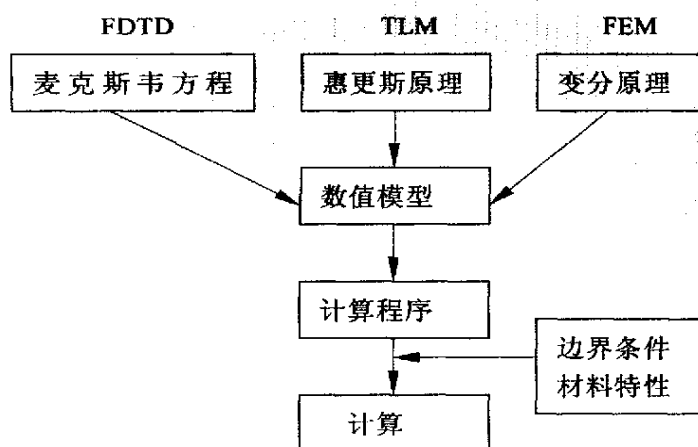 FDTD TLM FEM
麦克斯韦方程 惠更斯原理 变分原理
数值模型
计算程序
边界条件
材料特性
计算